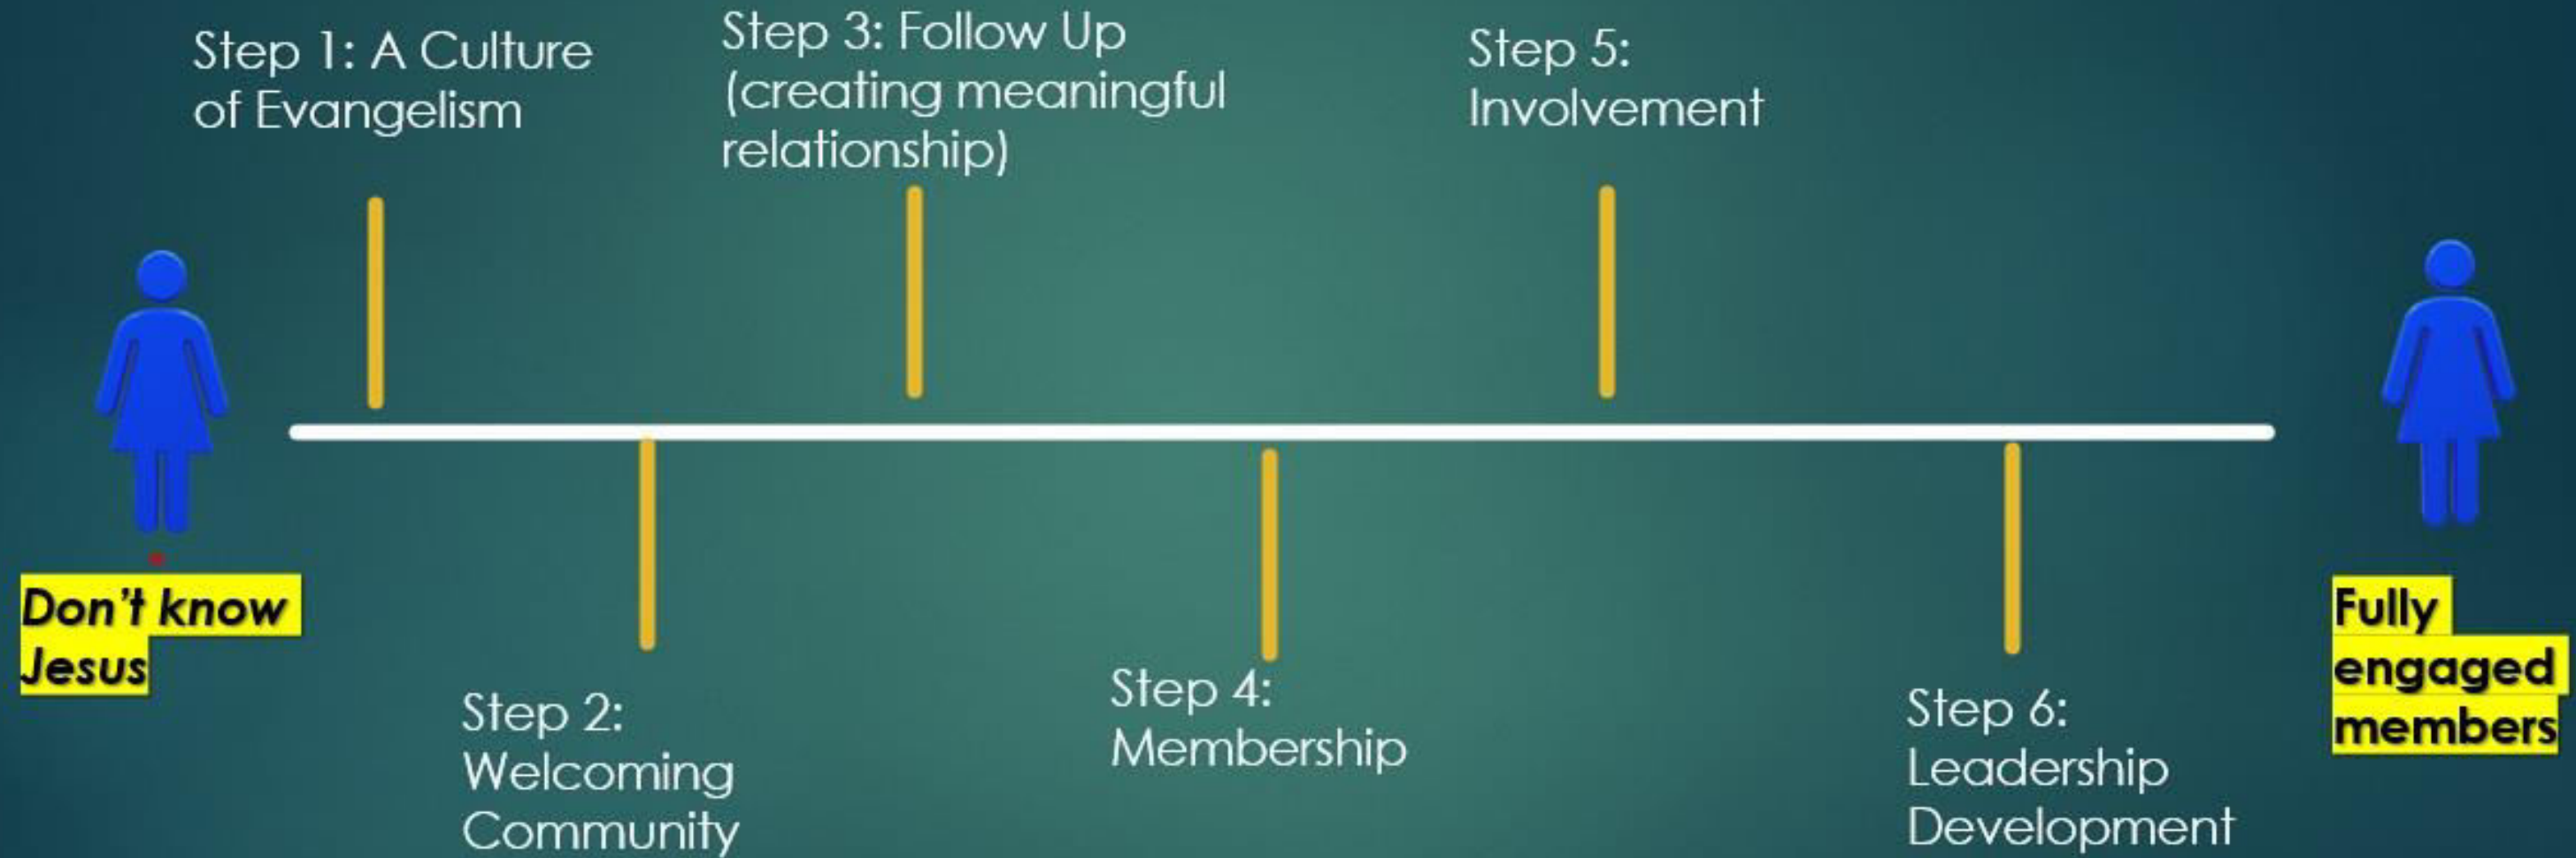 Step 1: A Culture
of Evangelism
Step 3: Follow Up
(creating meaningful
relationship)
Step 5:
Involvement
Don't know
Jesus
Step 2:
Welcoming
Community
Step 4:
Membership
Step 6:
Leadership
Development
Fully
engaged
members